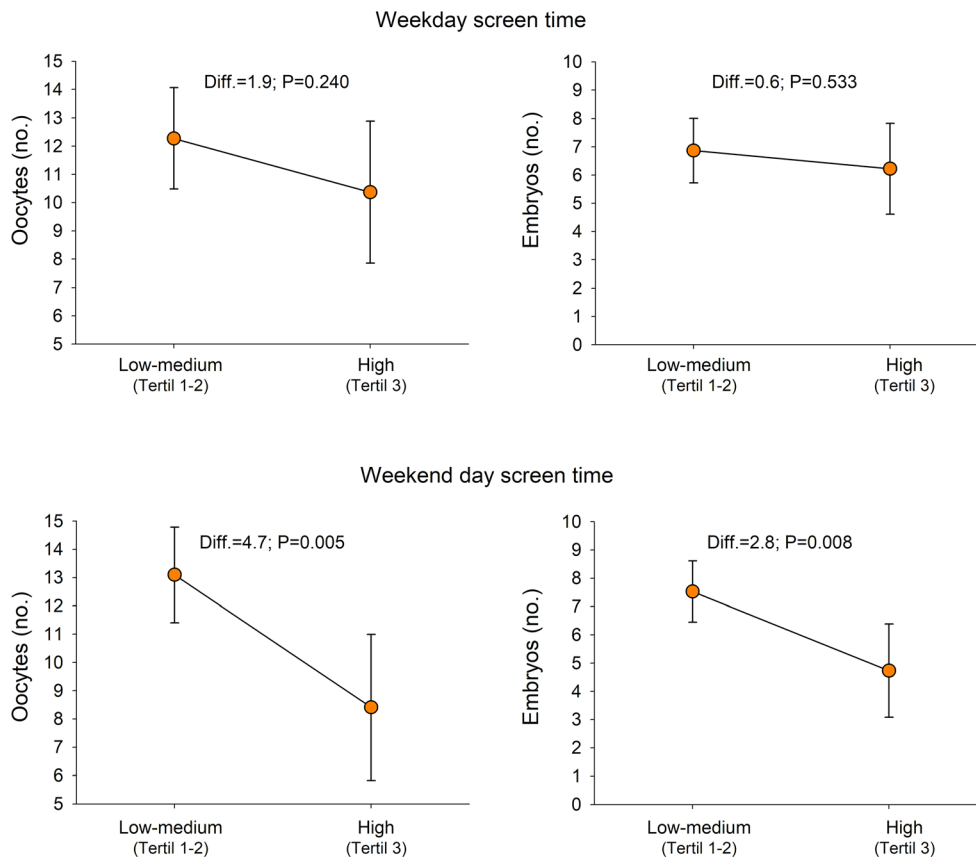 Weekday screen time
Diff.=1.9; P=0.240
Oocytes (no.)
15
14
13
12
11
10
9
8
7
6
5
Low-medium
(Tertil 1-2)
High
(Tertil 3)
Diff.=0.6; P=0.533
Embryos (no.)
10
9
8
7
6
5
4
3
2
1
0
Low-medium
(Tertil 1-2)
High
(Tertil 3)
Weekend day screen time
Diff.=4.7; P=0.005
Oocytes (no.)
15
14
13
12
11
10
9
8
7
6
5
Low-medium
(Tertil 1-2)
High
(Tertil 3)
Diff.=2.8; P=0.008
Embryos (no.)
10
9
8
7
6
5
4
3
2
1
0
Low-medium
(Tertil 1-2)
High
(Tertil 3)